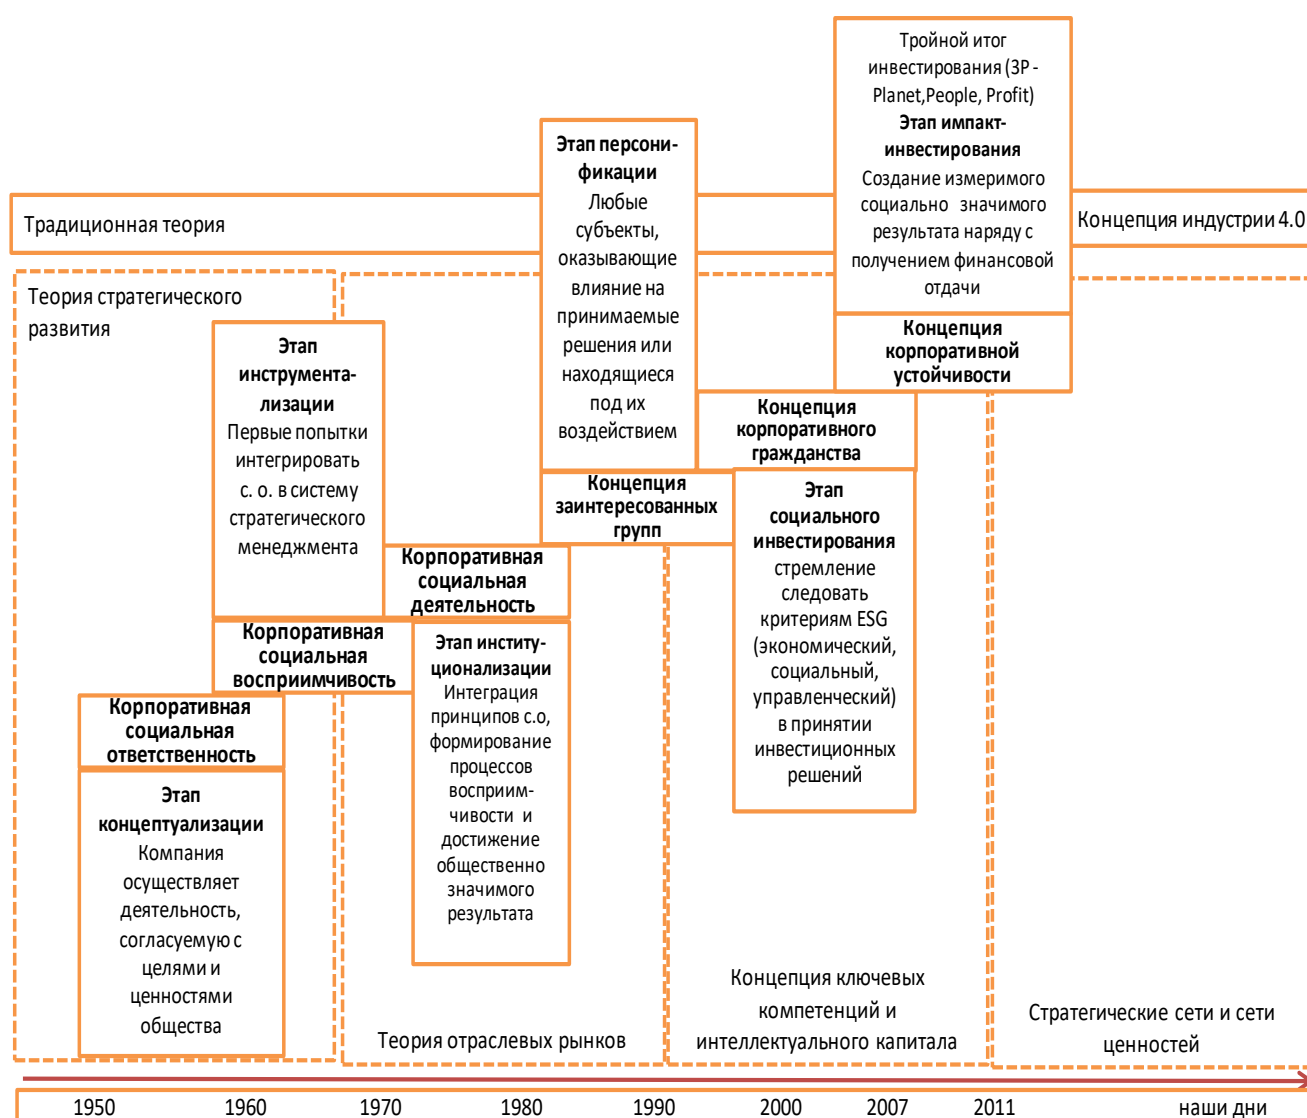 Тройной итог
инвестирования (3P -
Planet,People, Profit)
Этап импакт-
инвестирования
Создание измеримого
социально значимого
результата наряду с
получением финансовой
отдачи
Этап персони-
фикации
Любые
субъекты,
оказывающие
влияние на
принимаемые
решения или
находящиеся
под их
воздействием
Традиционная теория
Концепция индустрии 4.0
Теория стратегического
развития
Этап
инструмента-
лизации
Первые попытки
интегрировать
с. о. в систему
стратегического
менеджмента
Концепция
корпоративной
устойчивости
Концепция
корпоративного
гражданства
Концепция
заинтересованных
групп
Этап
социального
инвестирования
стремление
следовать
критериям ESG
(экономический,
социальный,
управленческий)
в принятии
инвестиционных
решений
Корпоративная
социальная
деятельность
Корпоративная
социальная
восприимчивость
Этап институ-
ционализации
Интеграция
принципов с.о,
формирование
процессов
восприим-
чивости и
достижение
общественно
значимого
результата
Корпоративная
социальная
ответственность
Этап
концептуализации
Компания
осуществляет
деятельность,
согласуемую с
целями и
ценностями
общества
Теория отраслевых рынков
Концепция ключевых
компетенций и
интеллектуального капитала
Стратегические сети и сети
ценностей
1950 1960 1970 1980 1990 2000 2007 2011 наши дни